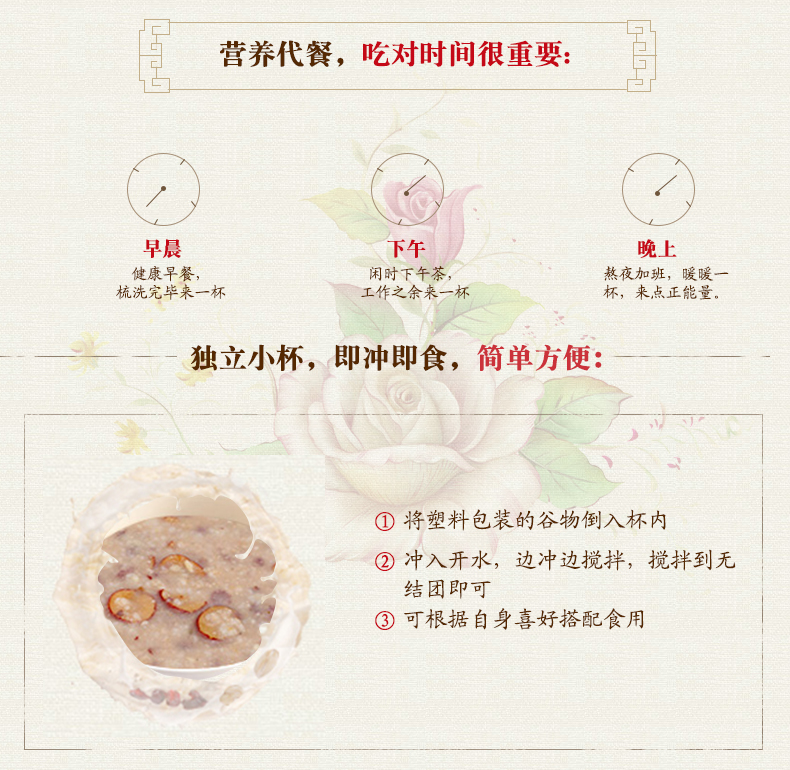 营养代餐，吃对时间很重要:
早晨
健康早餐，
梳洗完毕来一杯
下午
闲时下午茶，
工作之余来一杯
晚上
熬夜加班，暖暖一
杯，来点正能量。
独立小杯，即冲即食，简单方便：
① 将塑料包装的谷物倒入杯内
② 冲入开水，边冲边搅拌，搅拌到无
结团即可
③ 可根据自身喜好搭配食用